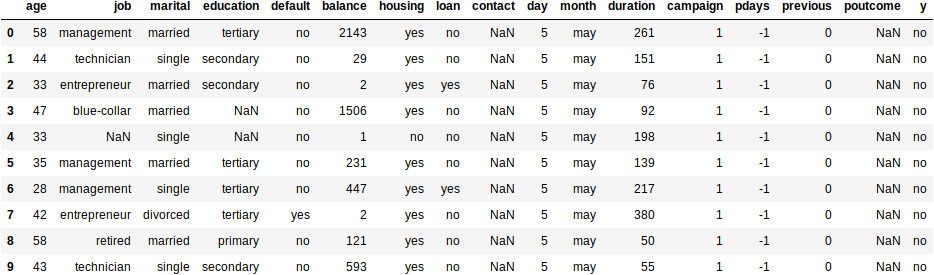 age job marital education default balance housing loan contact day month duration campaign pdays previous poutcome y
0 58 management married tertiary no 2143 yes no NaN 5 may 261 1 -1 0 NaN no
1 44 technician single secondary no 29 yes no NaN 5 may 151 1 -1 0 NaN no
2 33 entrepreneur married secondary no 2 yes yes NaN 5 may 76 1 -1 0 NaN no
3 47 blue-collar married NaN no 1506 yes no NaN 5 may 92 1 -1 0 NaN no
4 33 NaN single NaN no 1 no no NaN 5 may 198 1 -1 0 NaN no
5 35 management married tertiary no 231 yes no NaN 5 may 139 1 -1 0 NaN no
6 28 management single tertiary no 447 yes yes NaN 5 may 217 1 -1 0 NaN no
7 42 entrepreneur divorced tertiary yes 2 yes no NaN 5 may 380 1 -1 0 NaN no
8 58 retired married primary no 121 yes no NaN 5 may 50 1 -1 0 NaN no
9 43 technician single secondary no 593 yes no NaN 5 may 55 1 -1 0 NaN no